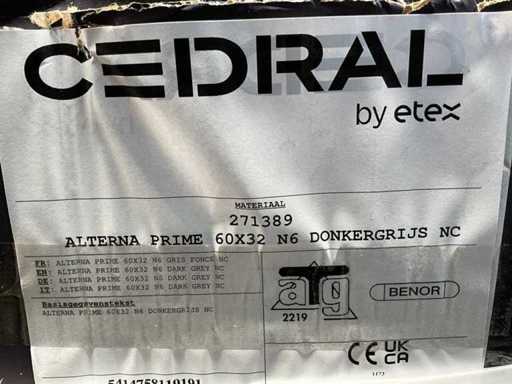 CEDRAL
by etex
MATERIAAL
271389
ALTERNA PRIME 60X32 N6 DONKERGRIJS NC
FR: ALTERNA PRIME 60X32 N6 GRIS FONCE NC
EN: ALTERNA PRIME 60X32 N6 DARK GREY NC
DE: ALTERNA PRIME 60X32 N6 DARK GREY NC
IT: ALTERNA PRIME 60X32 N6 DARK GREY NC
Basisgegevenstekst
ALTERNA PRIME 60X32 N6 DONKERGRIJS NC
atg
2219
BENOR
CE UK
CA